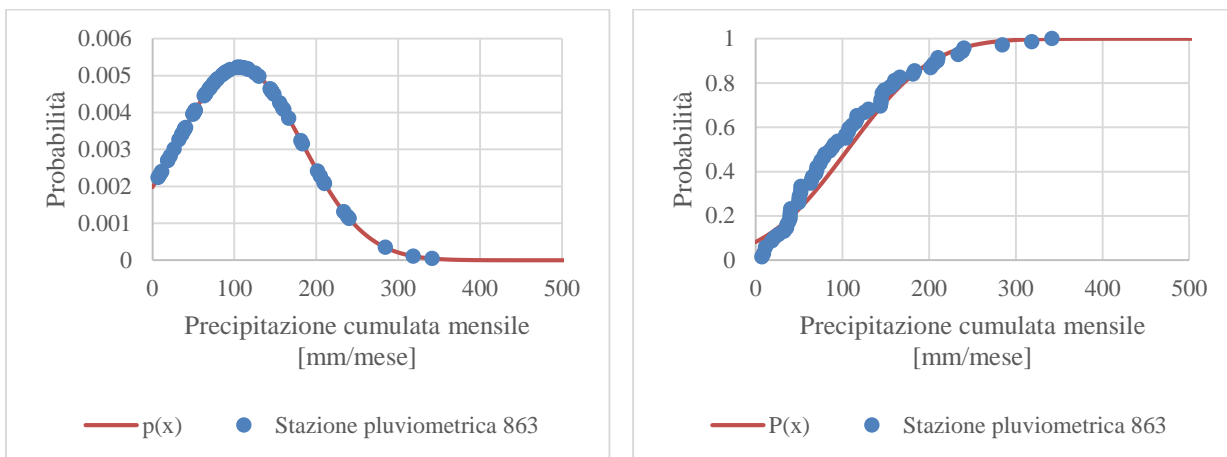 0.006
0.005
0.004
0.003
0.002
0.001
0
Probabilità
0 100 200 300 400 500
Precipitazione cumulata mensile
[mm/mese]
p(x) Stazione pluviometrica 863
1
0.8
0.6
0.4
0.2
0
Probabilità
0 100 200 300 400 500
Precipitazione cumulata mensile
[mm/mese]
P(x) Stazione pluviometrica 863